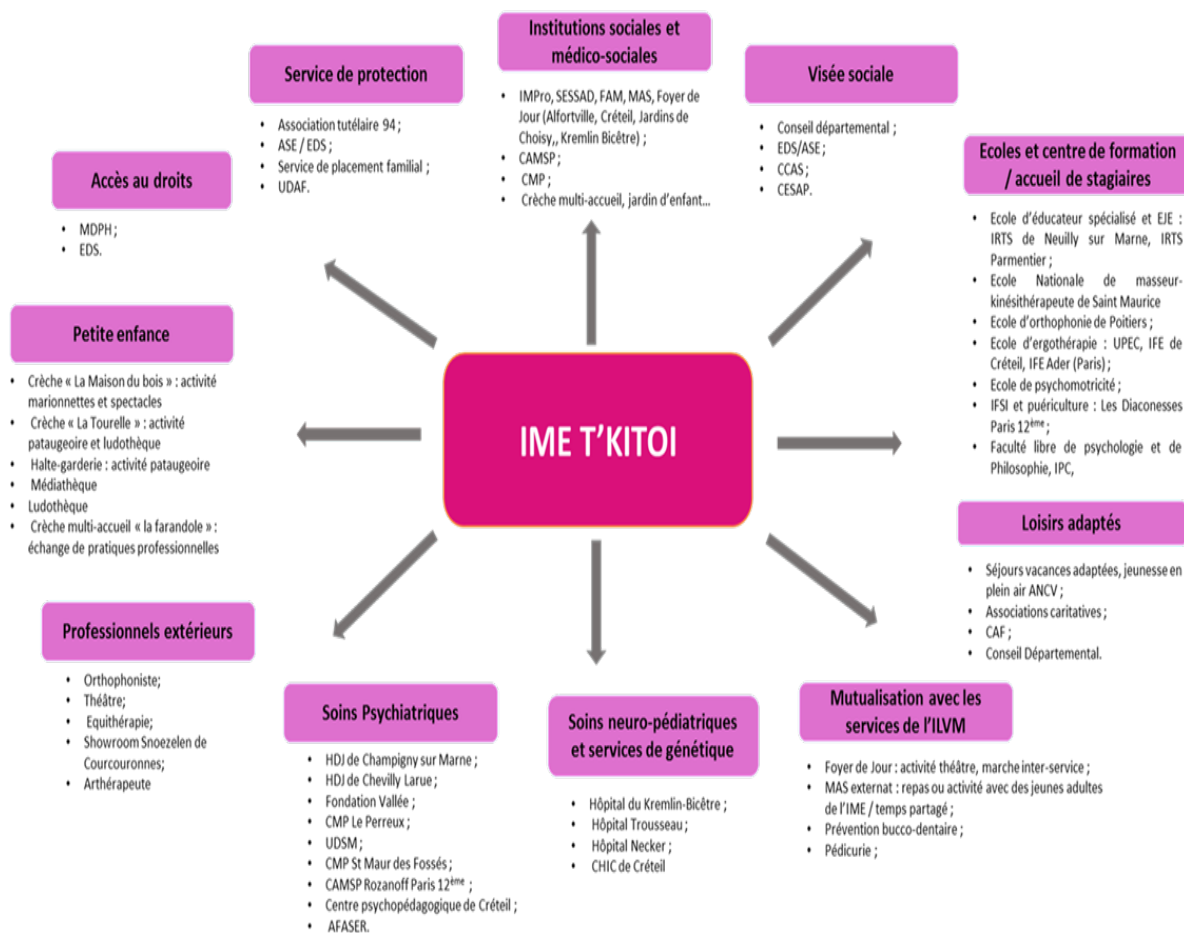 Institutions sociales et
médico-sociales
• IMPro, SESSAD, FAM, MAS, Foyer de
Jour (Alfortville, Créteil, Jardins de
Choisy,, Kremlin Bicêtre) ;
• CAMSP ;
• CMP ;
• Crèche multi-accueil, jardin d'enfant…
Service de protection
• Association tutélaire 94 ;
• ASE / EDS ;
• Service de placement familial ;
• UDAF.
Visée sociale
• Conseil départemental ;
• EDS/ASE ;
• CCAS ;
• CESAP.
Accès au droits
• MDPH ;
• EDS.
Ecoles et centre de formation
/ accueil de stagiaires
• Ecole d'éducateur spécialisé et EJE :
IRTS de Neuilly sur Marne, IRTS
Parmentier ;
• Ecole Nationale de masseur-
kinésithérapeute de Saint Maurice
• Ecole d'orthophonie de Poitiers ;
• Ecole d'ergothérapie : UPEC, IFE de
Créteil, IFE Ader (Paris) ;
• Ecole de psychomotricité ;
• IFSI et puériculture : Les Diaconesses
Paris 12ème ;
• Faculté libre de psychologie et de
Philosophie, IPC,
Petite enfance
• Crèche « La Maison du bois » : activité
marionnettes et spectacles
• Crèche « La Tourelle » : activité
pataugeoire et ludothèque
• Halte-garderie : activité pataugeoire
• Médiathèque
• Ludothèque
• Crèche multi-accueil « la farandole » :
échange de pratiques professionnelles
IME T'KITOI
Loisirs adaptés
• Séjours vacances adaptées, jeunesse en
plein air ANCV ;
• Associations caritatives ;
• CAF ;
• Conseil Départemental.
Professionnels extérieurs
• Orthophoniste;
• Théâtre;
• Equithérapie;
• Showroom Snoezelen de
Courcouronnes;
• Arthérapeute
Soins Psychiatriques
• HDJ de Champigny sur Marne ;
• HDJ de Chevilly Larue ;
• Fondation Vallée ;
• CMP Le Perreux ;
• UDSM ;
• CMP St Maur des Fossés ;
• CAMSP Rozanoff Paris 12ème ;
• Centre psychopédagogique de Créteil ;
• AFASER.
Soins neuro-pédiatriques
et services de génétique
• Hôpital du Kremlin-Bicêtre ;
• Hôpital Trousseau ;
• Hôpital Necker ;
• CHIC de Créteil
Mutualisation avec les
services de l'ILVM
• Foyer de Jour : activité théâtre, marche inter-service ;
• MAS externat : repas ou activité avec des jeunes adultes
de l'IME / temps partagé ;
• Prévention bucco-dentaire ;
• Pédicurie ;